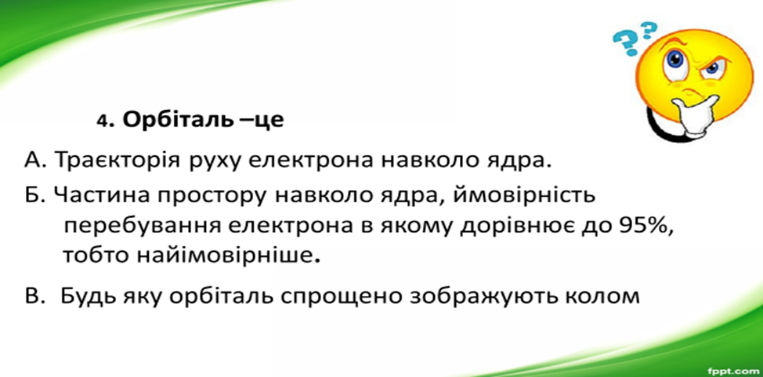 ??
4. Орбіталь –це
А. Траєкторія руху електрона навколо ядра.
Б. Частина простору навколо ядра, ймовірність
перебування електрона в якому дорівнює до 95%,
тобто найімовірніше.
В. Будь яку орбіталь спрощено зображують колом
fppt.com